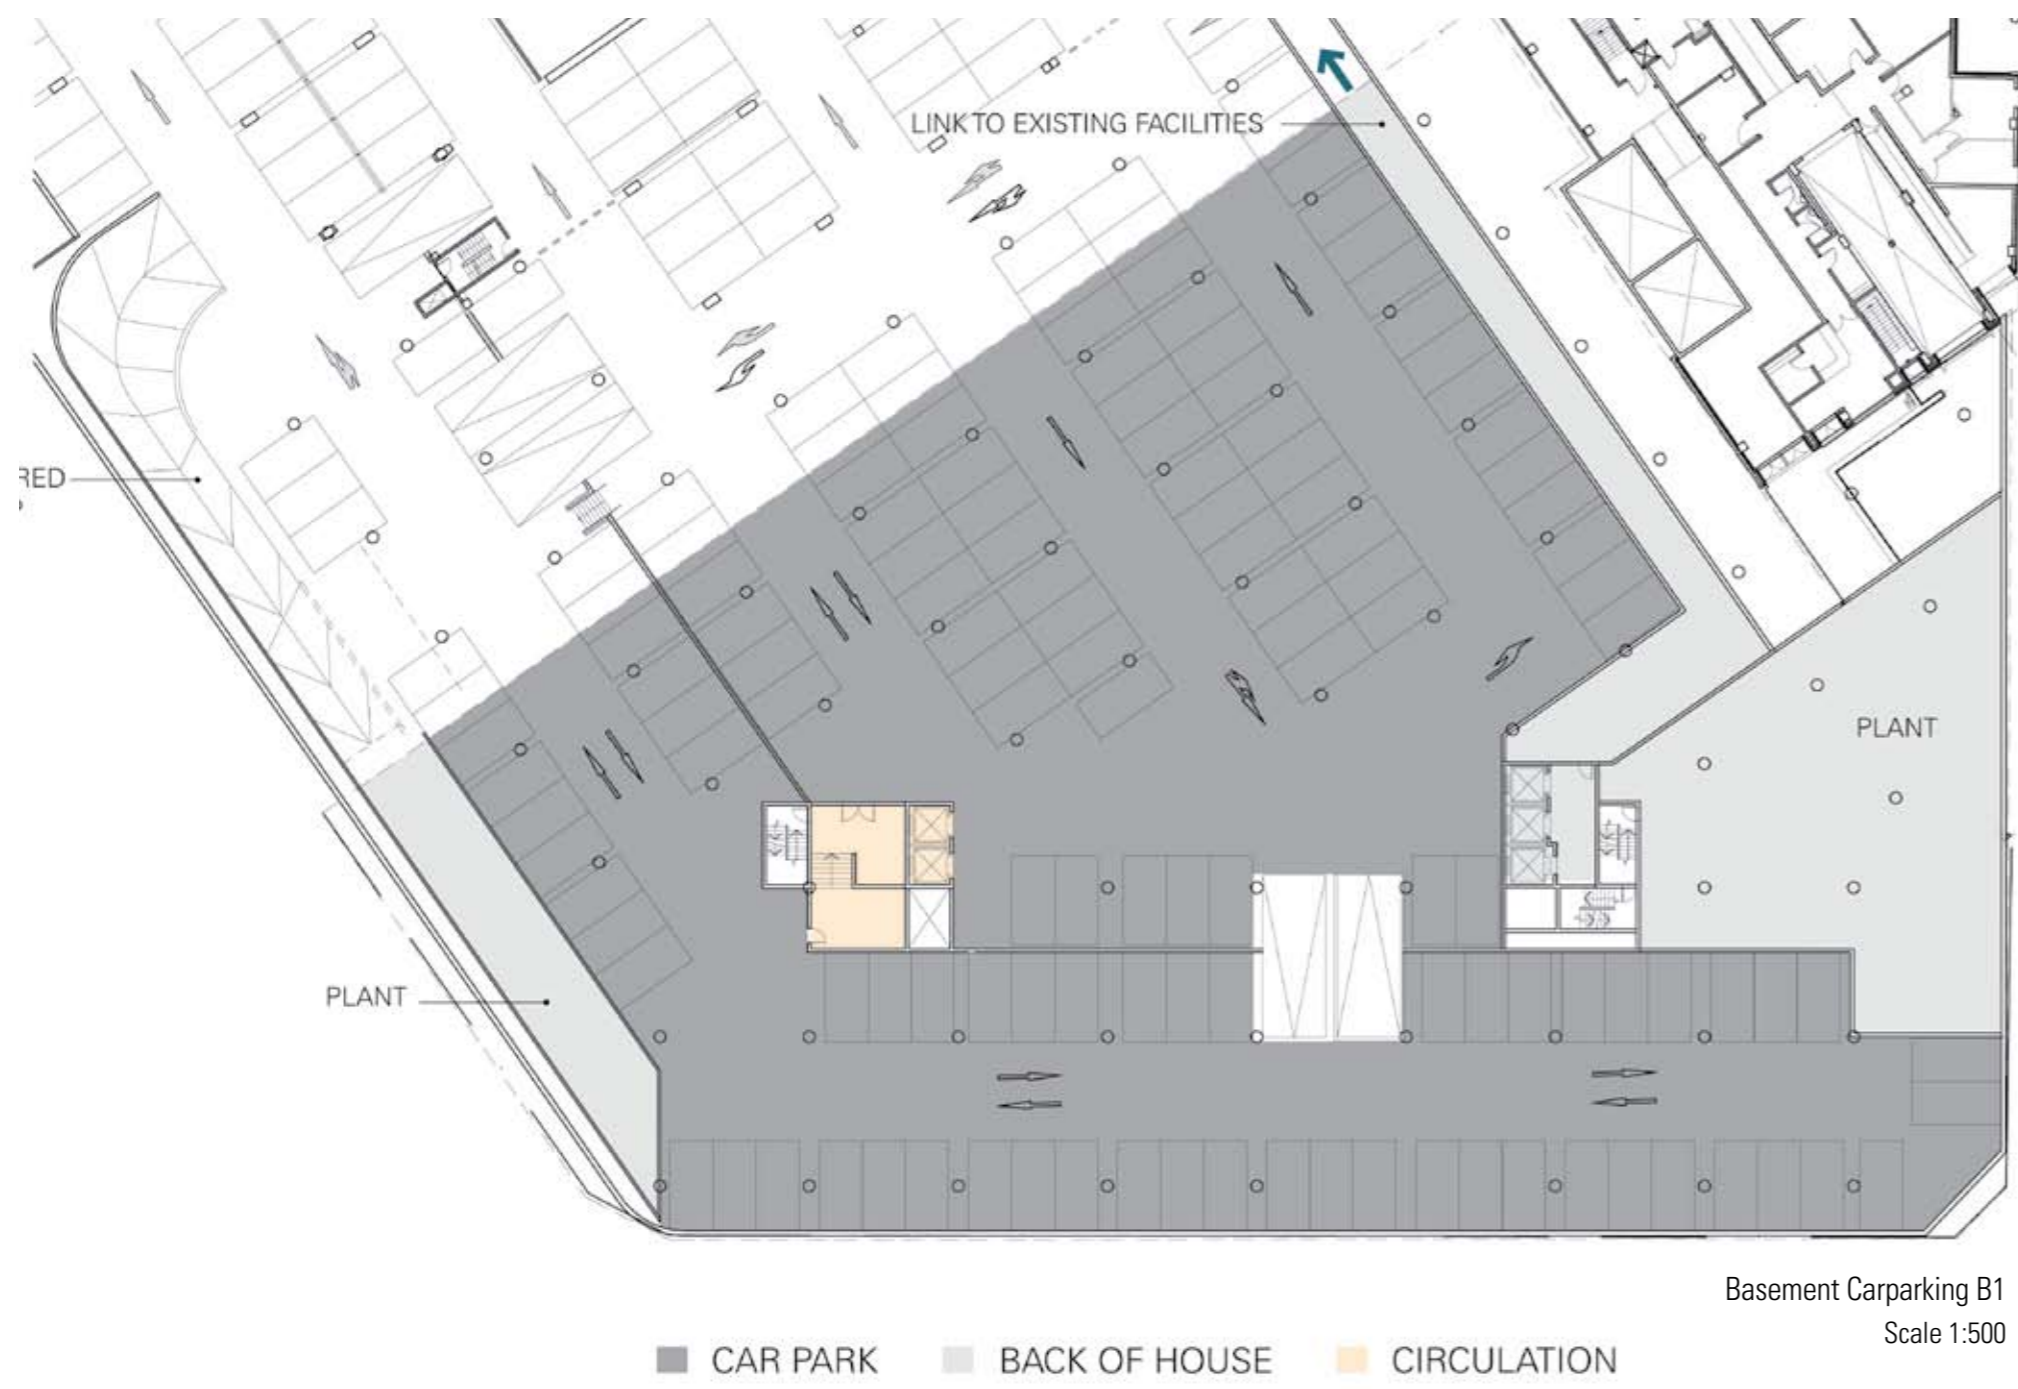 LINK TO EXISTING FACILITIES
RED
PLANT
PLANT
Basement Carparking B1
Scale 1:500
CAR PARK
BACK OF HOUSE
CIRCULATION